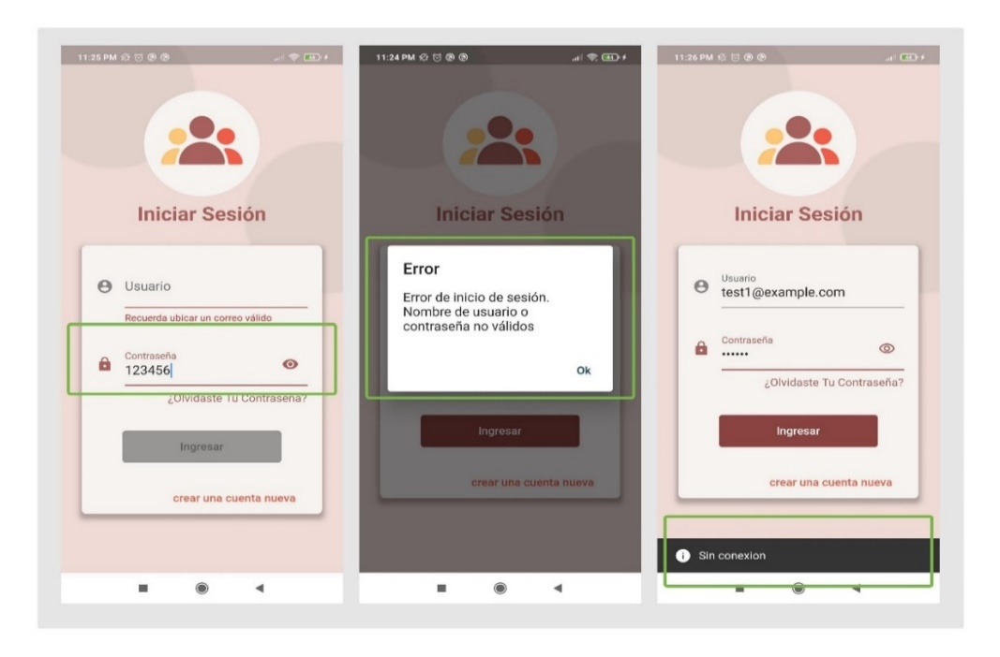 11:25 PM
Iniciar Sesión
Usuario
Recuerda ubicar un correo válido
Contraseña
123456
¿Olvidaste Tu Contraseña?
Ingresar
crear una cuenta nueva
11:24 PM
Iniciar Sesión
Error
Error de inicio de sesión.
Nombre de usuario o
contraseña no válidos
Ok
Ingresar
crear una cuenta nueva
11:26 PM
Iniciar Sesión
Usuario
test1@example.com
Contraseña
••••••
¿Olvidaste Tu Contraseña?
Ingresar
crear una cuenta nueva
Sin conexion